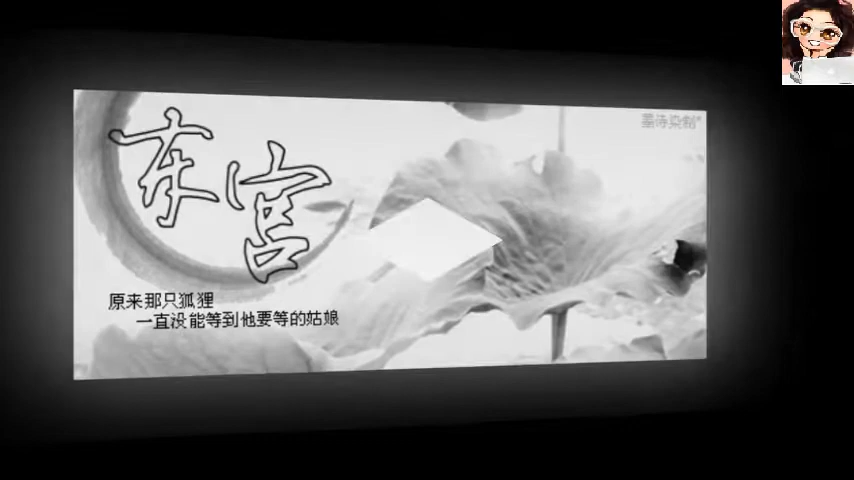 东宫
原来那只狐狸
一直没能等到他要等的姑娘
墨诗染制